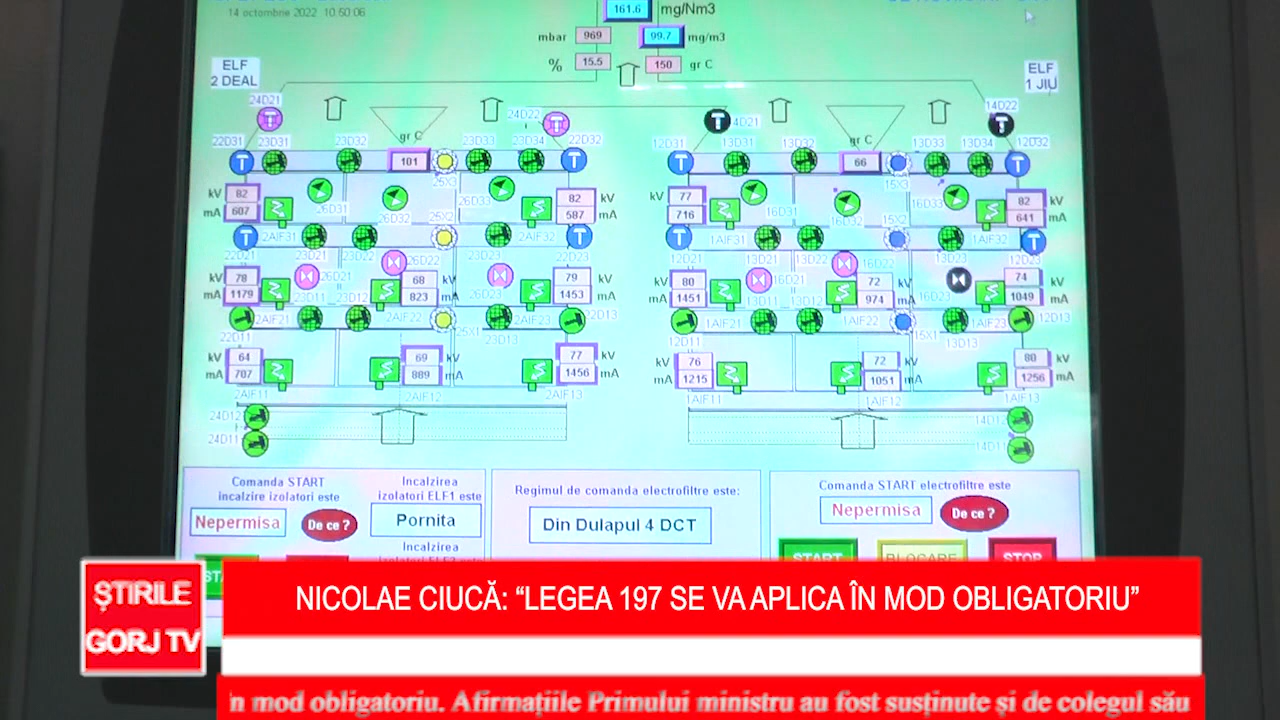 14 octombrie 2022 10.50.06
161.6 mg/Nm3
mbar 969 99.7 mg/m3
% 15.5 150 gr C
ELF
2 DEAL
ELF
1 JIU
24D21 24D22 4D21 14D22
22D31 23D31 23D32 gr C 23D33 23D34 22D32 12D31 13D31 13D32 gr C 13D33 13D34 12D32
101 66
25X3 15X3
kV 82 82 kV kV 77 82 kV
mA 607 587 mA 716 641 mA
26D31 26D32 26D33 16D31 16D32 16D33
25X2 15X2
2AIF31 2AIF32 1AIF31 1AIF32
22D21 23D21 23D22 26D22 23D23 22D23 12D21 13D21 13D22 16D22 13D23 12D23
26D21 26D23 16D21 16D23
kV 78 68 kV 79 kV kV 80 72 kV 74 kV
mA 1179 823 mA 1453 mA mA 1451 974 mA 1049 mA
23D11 23D12 13D11 13D12
2AIF21 2AIF22 2AIF23 22D13 1AIF21 1AIF22 1AIF23 12D13
22D11 25X1 23D13 12D11 15X1 13D13
kV 64 69 kV 77 kV kV 76 72 kV 80 kV
mA 707 889 mA 1456 mA mA 1215 1051 mA 1256 mA
2AIF11 2AIF12 2AIF13 1AIF11 1AIF12 1AIF13
24D12 14D12
24D11 14D11
Comanda START
incalzire izolatori este
Nepermisa
De ce ?
Incalzirea
izolatori ELF1 este
Pornita
Incalzirea
Regimul de comanda electrofiltre este:
Din Dulapul 4 DCT
Comanda START electrofiltre este
Nepermisa
De ce ?
START BLOCARE STOP
ȘTIRILE
GORJ TV
NICOLAE CIUCĂ: “LEGEA 197 SE VA APLICA ÎN MOD OBLIGATORIU”
în mod obligatoriu. Afirmațiile Primului ministru au fost susținute și de colegul său